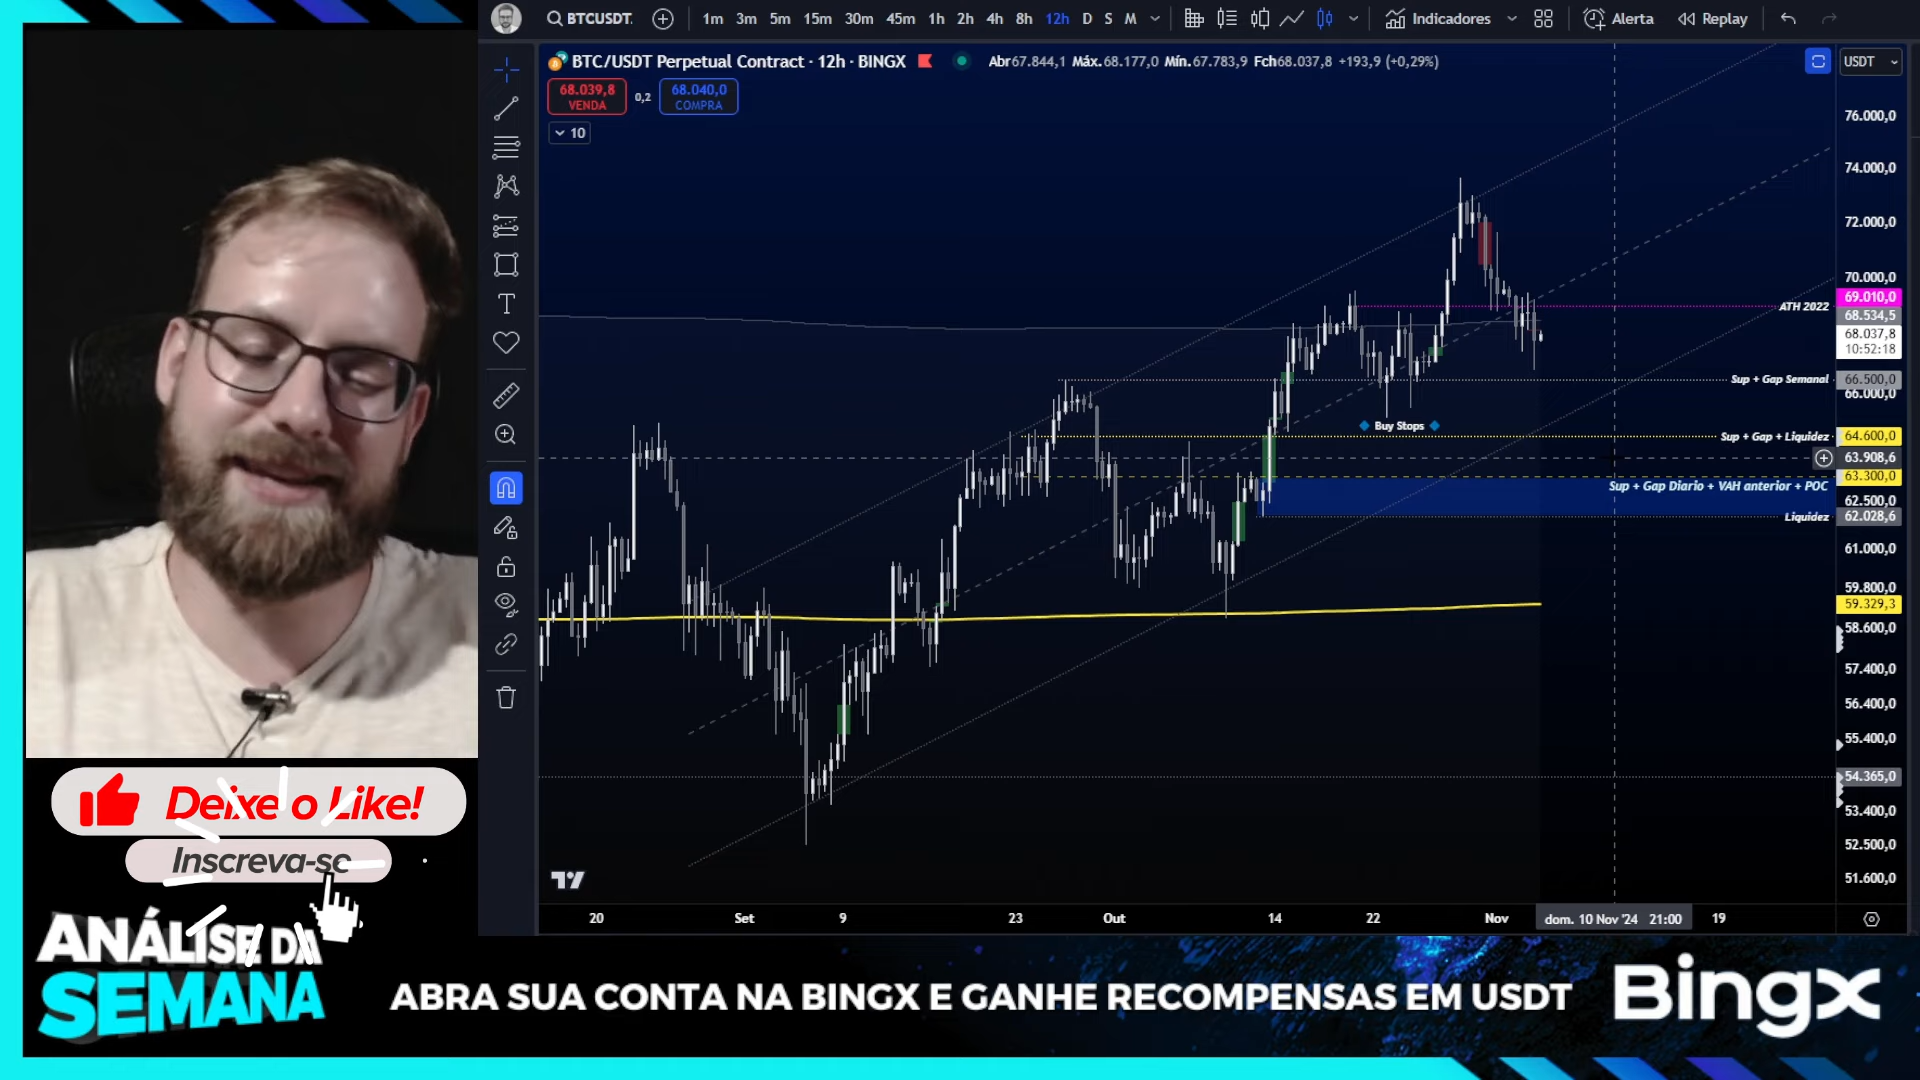 BTCUSDT.
1m 3m 5m 15m 30m 45m 1h 2h 4h 8h 12h D S M
Indicadores
Alerta
Replay
BTC/USDT Perpetual Contract · 12h · BINGX
Abr67.844,1 Máx.68.177,0 Mín.67.783,9 Fch68.037,8 +193,9 (+0,29%)
USDT
68.039,8
VENDA
0,2
68.040,0
COMPRA
10
76.000,0
74.000,0
72.000,0
70.000,0
69.010,0
ATH 2022
68.534,5
68.037,8
10:52:18
Sup + Gap Semanal
66.500,0
66.000,0
Buy Stops
Sup + Gap + Liquidez
64.600,0
63.908,6
63.300,0
Sup + Gap Diario + VAH anterior + POC
62.500,0
Liquidez
62.028,6
61.000,0
59.800,0
59.329,3
58.600,0
57.400,0
56.400,0
55.400,0
54.365,0
53.400,0
52.500,0
51.600,0
20 Set 9 23 Out 14 22 Nov dom. 10 Nov '24 21:00 19
Deixe o Like!
Inscreva-se
ANÁLISE DA
SEMANA
ABRA SUA CONTA NA BINGX E GANHE RECOMPENSAS EM USDT
BingX